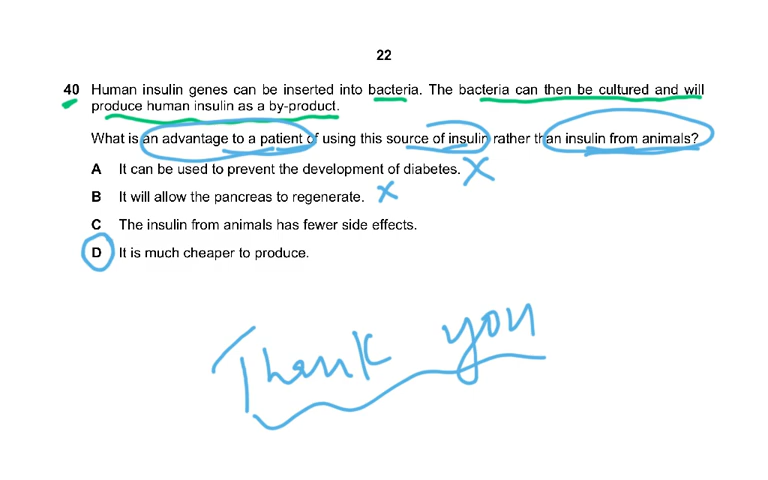 22
40 Human insulin genes can be inserted into bacteria. The bacteria can then be cultured and will
produce human insulin as a by-product.
What is an advantage to a patient of using this source of insulin rather than insulin from animals?
A It can be used to prevent the development of diabetes.
B It will allow the pancreas to regenerate.
C The insulin from animals has fewer side effects.
D It is much cheaper to produce.
Thank you